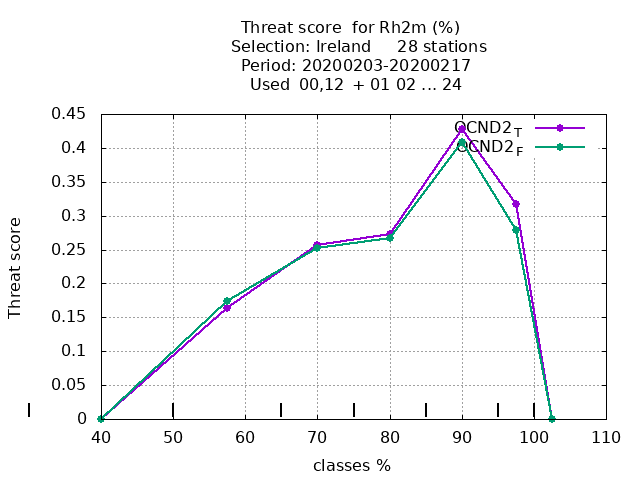 Threat score for Rh2m (%)
Selection: Ireland 28 stations
Period: 20200203-20200217
Used 00,12 + 01 02 ... 24
OCND2T
OCND2F
0.45
0.4
0.35
0.3
0.25
0.2
0.15
0.1
0.05
0
Threat score
40 50 60 70 80 90 100 110
classes %